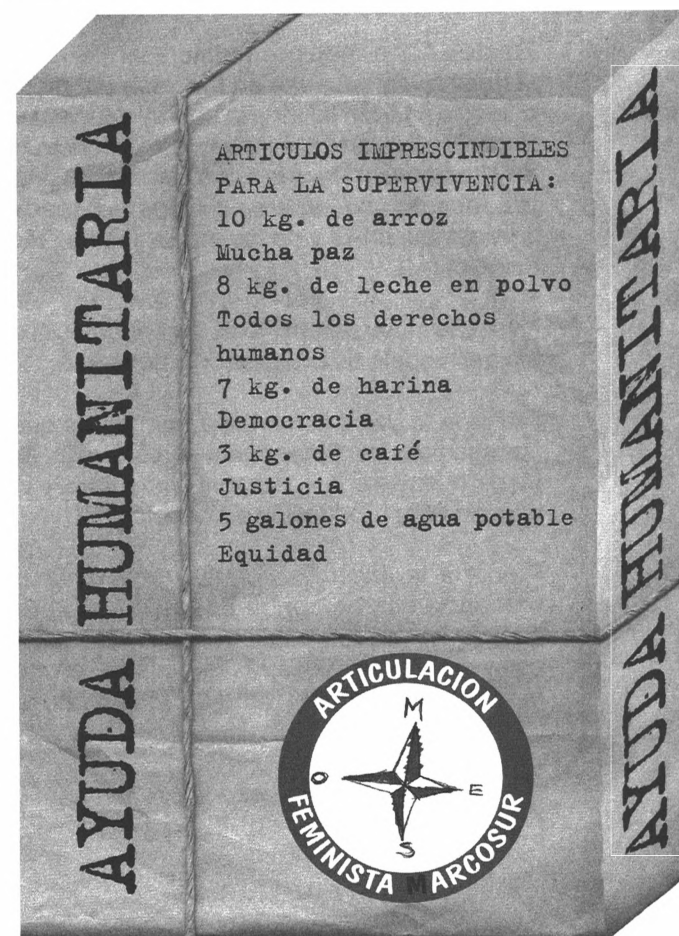 AYUDA HUMANITARIA
ARTICULOS IMPRESCINDIBLES
PARA LA SUPERVIVENCIA:
10 kg. de arroz
Mucha paz
8 kg. de leche en polvo
Todos los derechos
humanos
7 kg. de harina
Democracia
3 kg. de café
Justicia
5 galones de agua potable
Equidad
ARTICULACION
FEMINISTA MARCOSUR
M
O
E
S
AYUDA HUMANITARIA